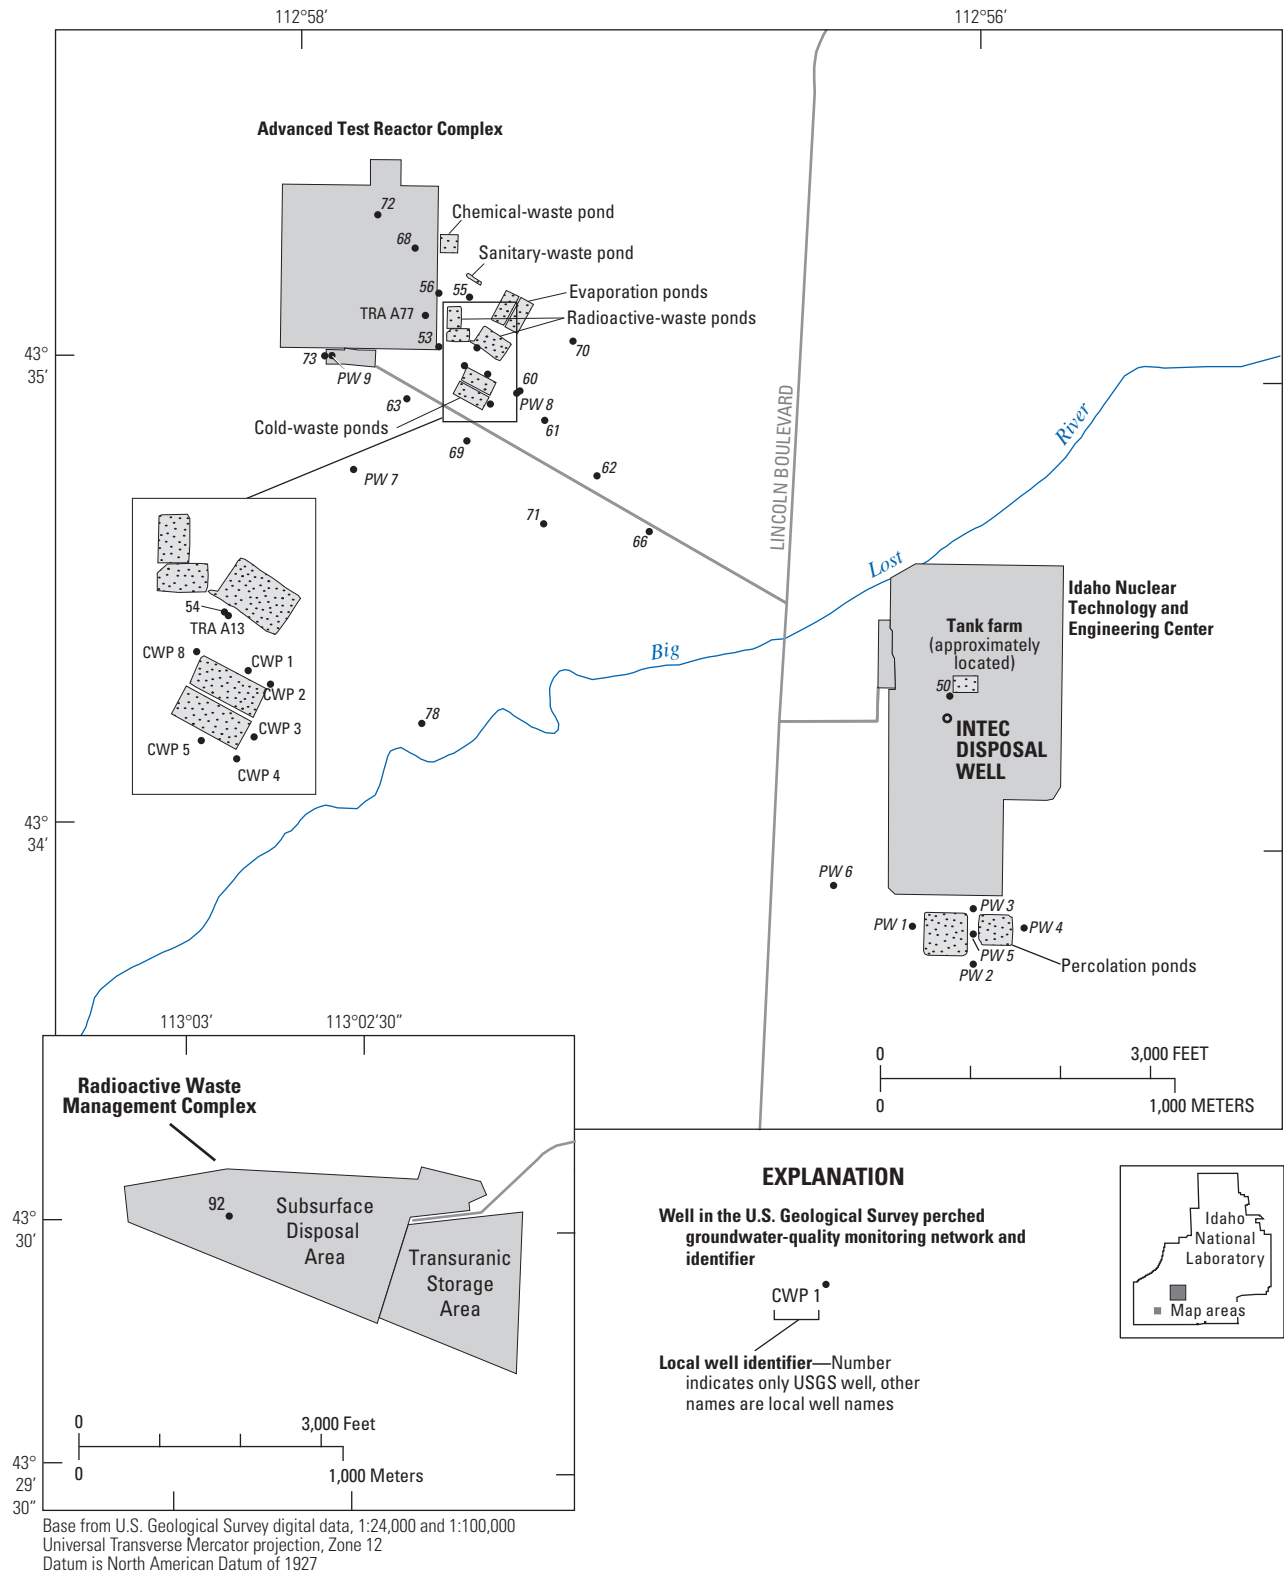 112°58′
112°56′
Advanced Test Reactor Complex
72
Chemical-waste pond
68
Sanitary-waste pond
56
55
Evaporation ponds
TRA A77
Radioactive-waste ponds
53
70
43°
35′
73
PW 9
60
63
PW 8
Cold-waste ponds
61
69
62
PW 7
71
66
LINCOLN BOULEVARD
River
Lost
Big
54
TRA A13
CWP 8
CWP 1
CWP 2
CWP 3
CWP 5
CWP 4
78
Idaho Nuclear
Technology and
Engineering Center
Tank farm
(approximately
located)
50
INTEC
DISPOSAL
WELL
43°
34′
PW 6
PW 3
PW 1
PW 4
PW 5
PW 2
Percolation ponds
113°03′
113°02′30″
0
3,000 FEET
0
1,000 METERS
Radioactive Waste
Management Complex
92
Subsurface
Disposal
Area
Transuranic
Storage
Area
43°
30′
0
3,000 Feet
0
1,000 Meters
43°
29′
30″
EXPLANATION
Well in the U.S. Geological Survey perched
groundwater-quality monitoring network and
identifier
CWP 1
Local well identifier—Number
indicates only USGS well, other
names are local well names
Idaho
National
Laboratory
Map areas
Base from U.S. Geological Survey digital data, 1:24,000 and 1:100,000
Universal Transverse Mercator projection, Zone 12
Datum is North American Datum of 1927